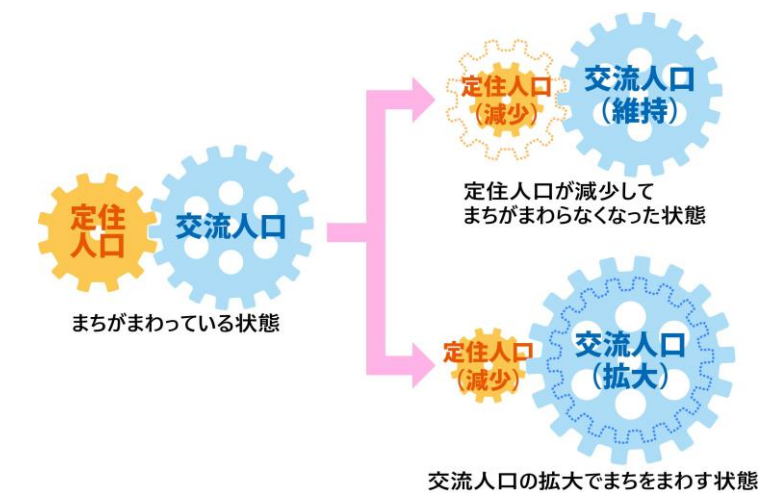 定住
人口
交流人口
まちがまわっている状態
定住人口
（減少）
交流人口
（維持）
定住人口が減少して
まちがまわらなくなった状態
定住人口
（減少）
交流人口
（拡大）
交流人口の拡大でまちをまわす状態